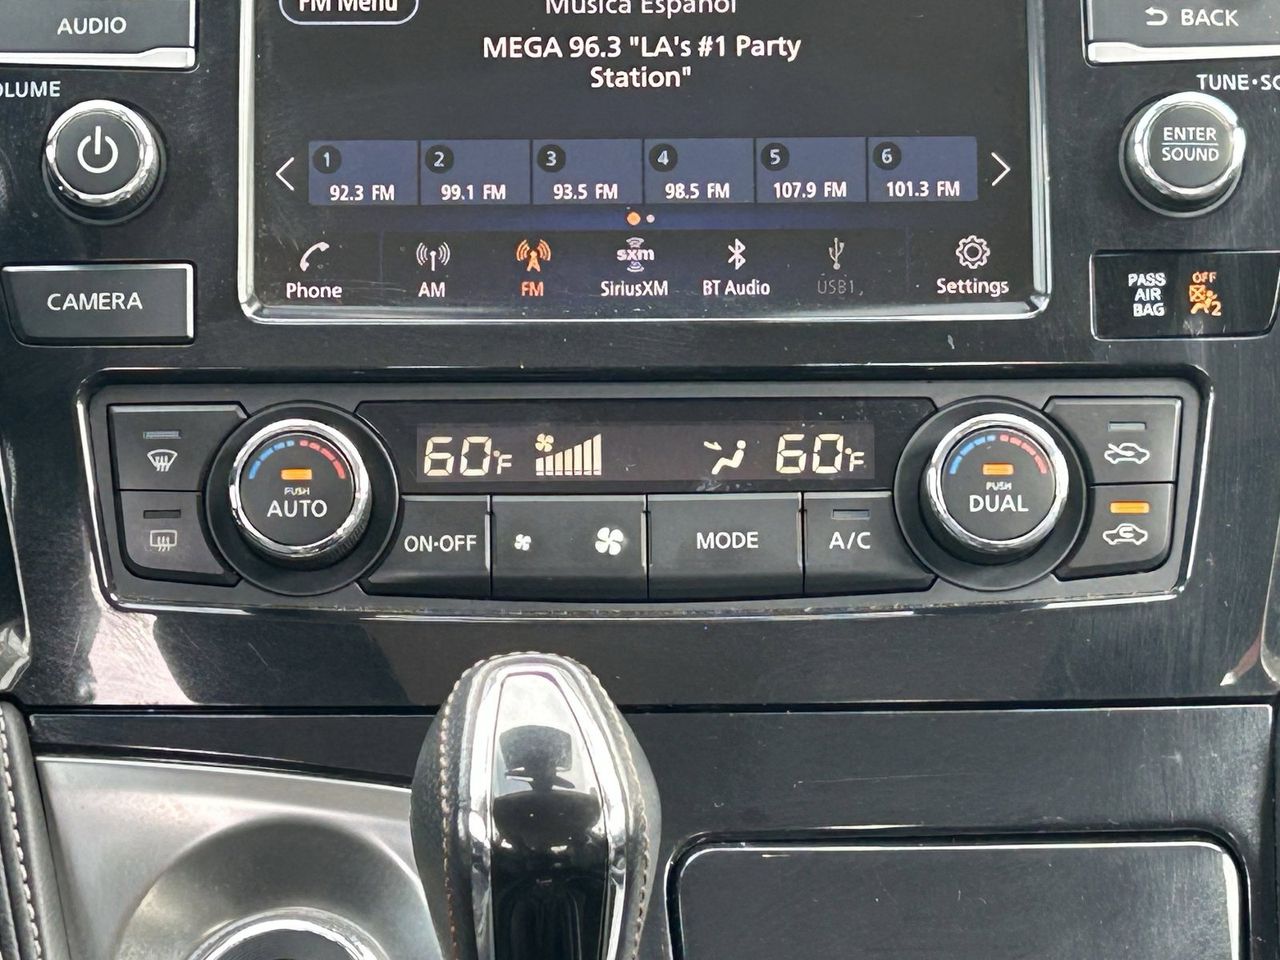 AUDIO
FM Menu
Musica Español
BACK
MEGA 96.3 "LA's #1 Party
Station"
VOLUME
TUNE•SC
ENTER
SOUND
1 2 3 4 5 6
92.3 FM 99.1 FM 93.5 FM 98.5 FM 107.9 FM 101.3 FM
sxm
Phone AM FM SiriusXM BT Audio USB1 Settings
CAMERA
PASS
AIR
BAG
OFF
2
60°F
60°F
PUSH
AUTO
PUSH
DUAL
ON·OFF
MODE
A/C